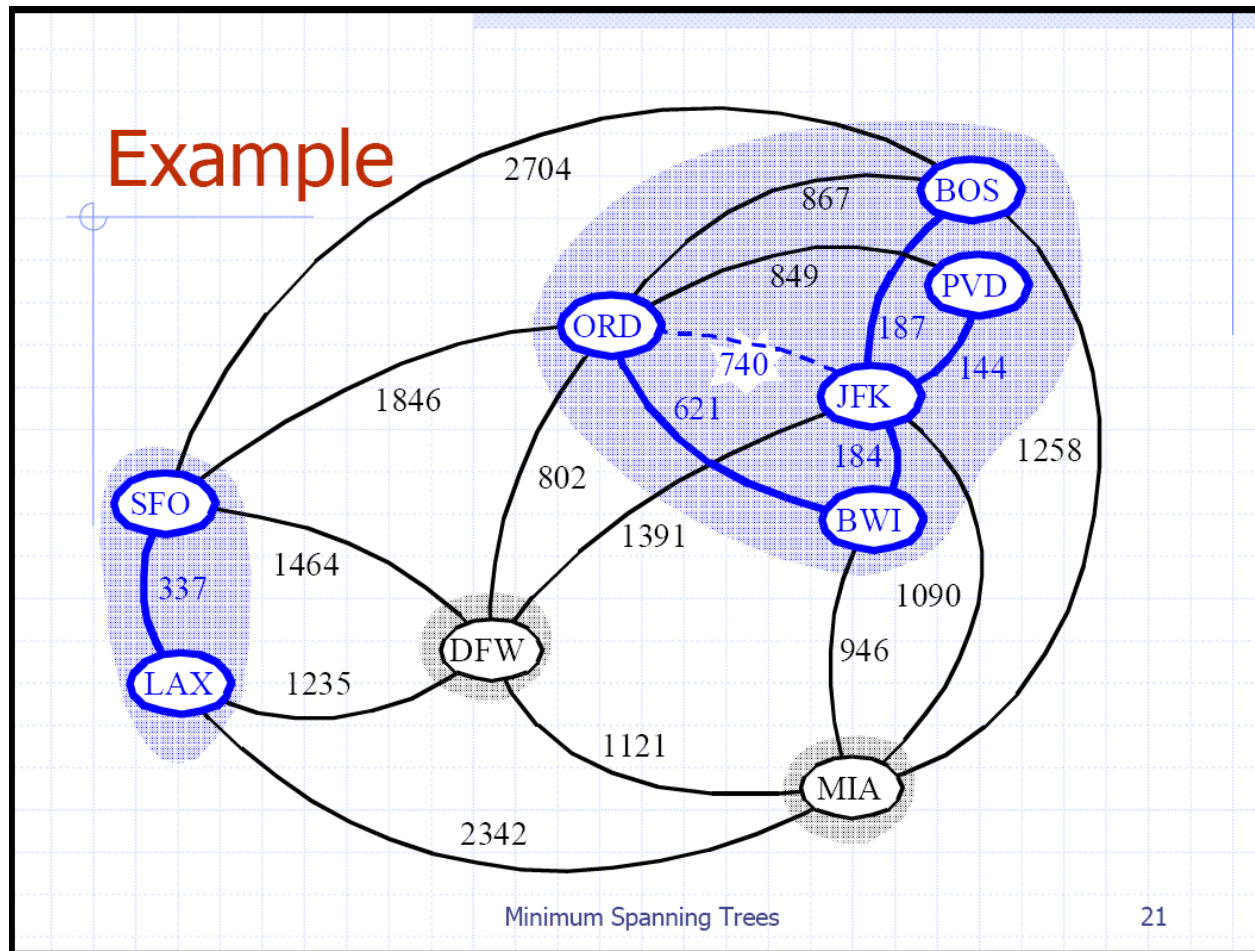 Example
2704
BOS
867
849
PVD
ORD
187
740
144
JFK
1846
621
1258
184
802
SFO
BWI
1391
1464
337
1090
DFW
946
LAX
1235
1121
MIA
2342
Minimum Spanning Trees
21